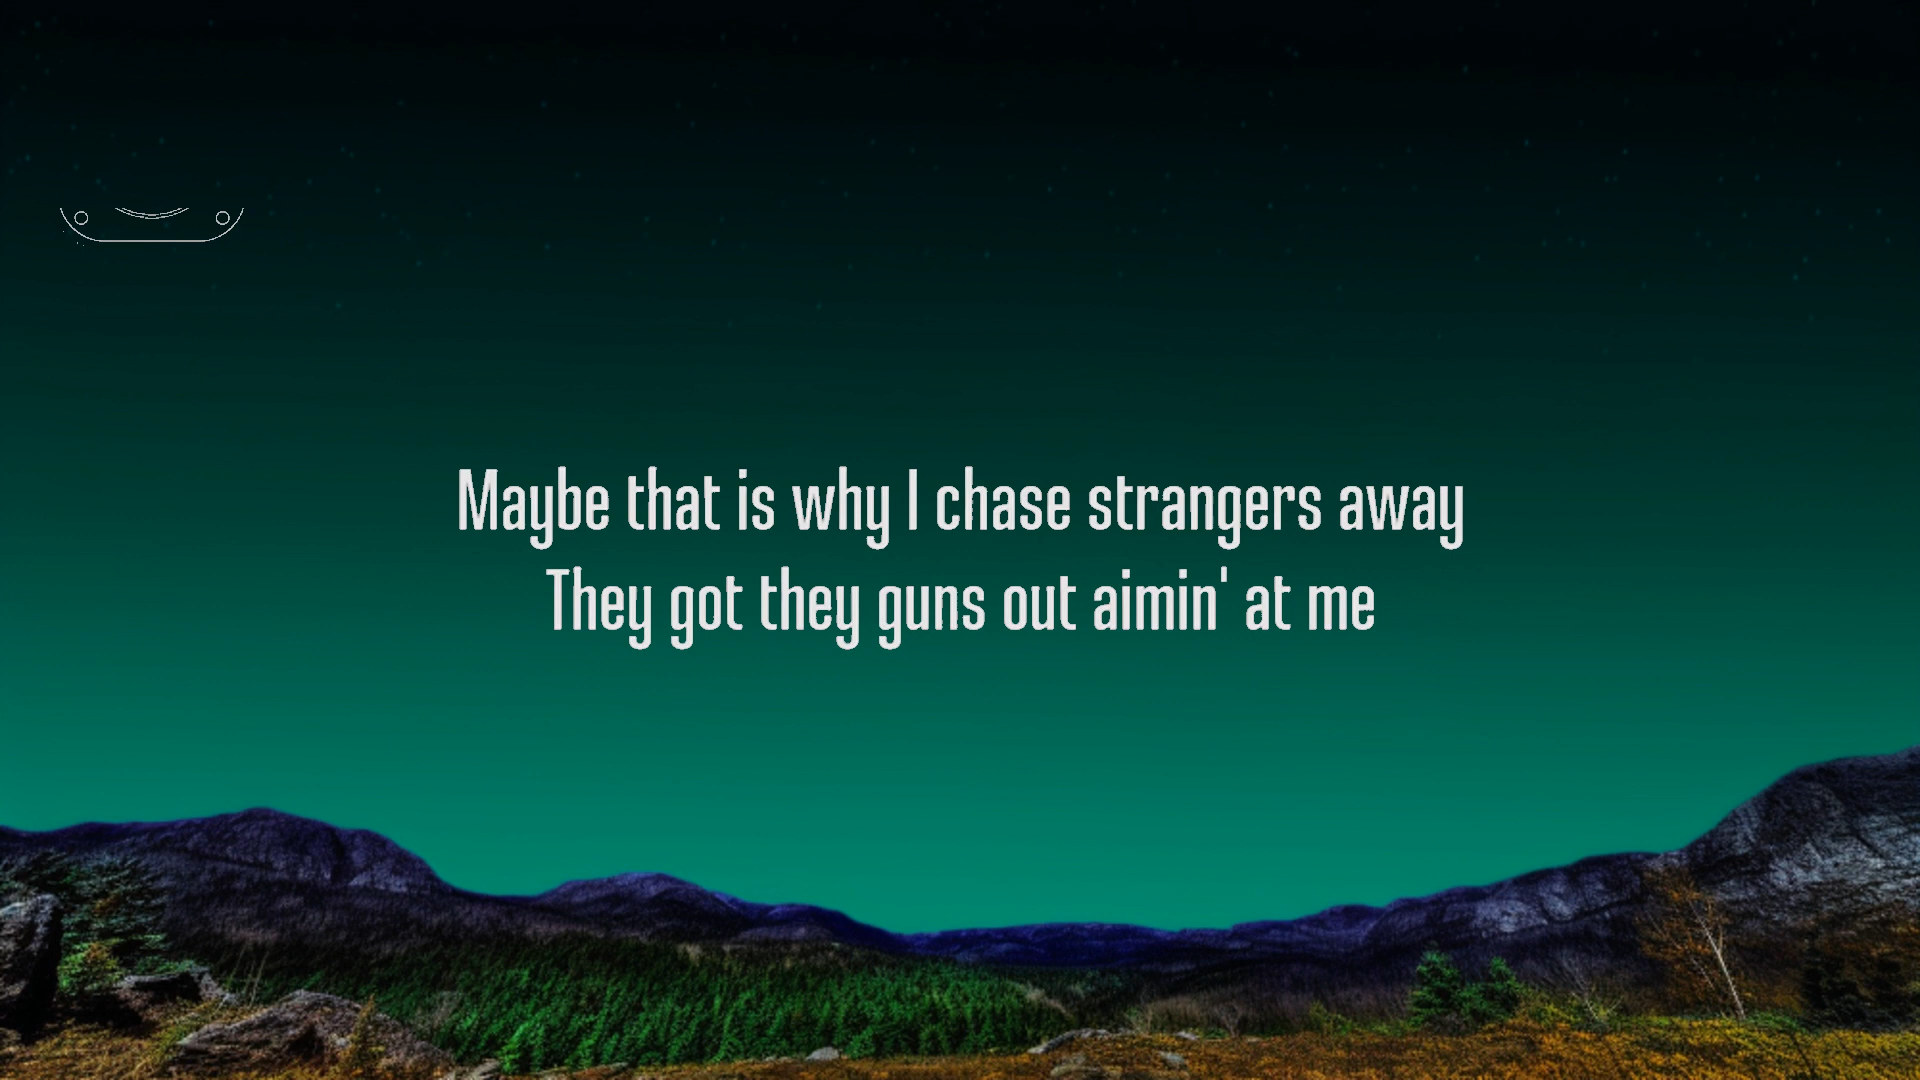 Maybe that is why I chase strangers away
They got they guns out aimin' at me